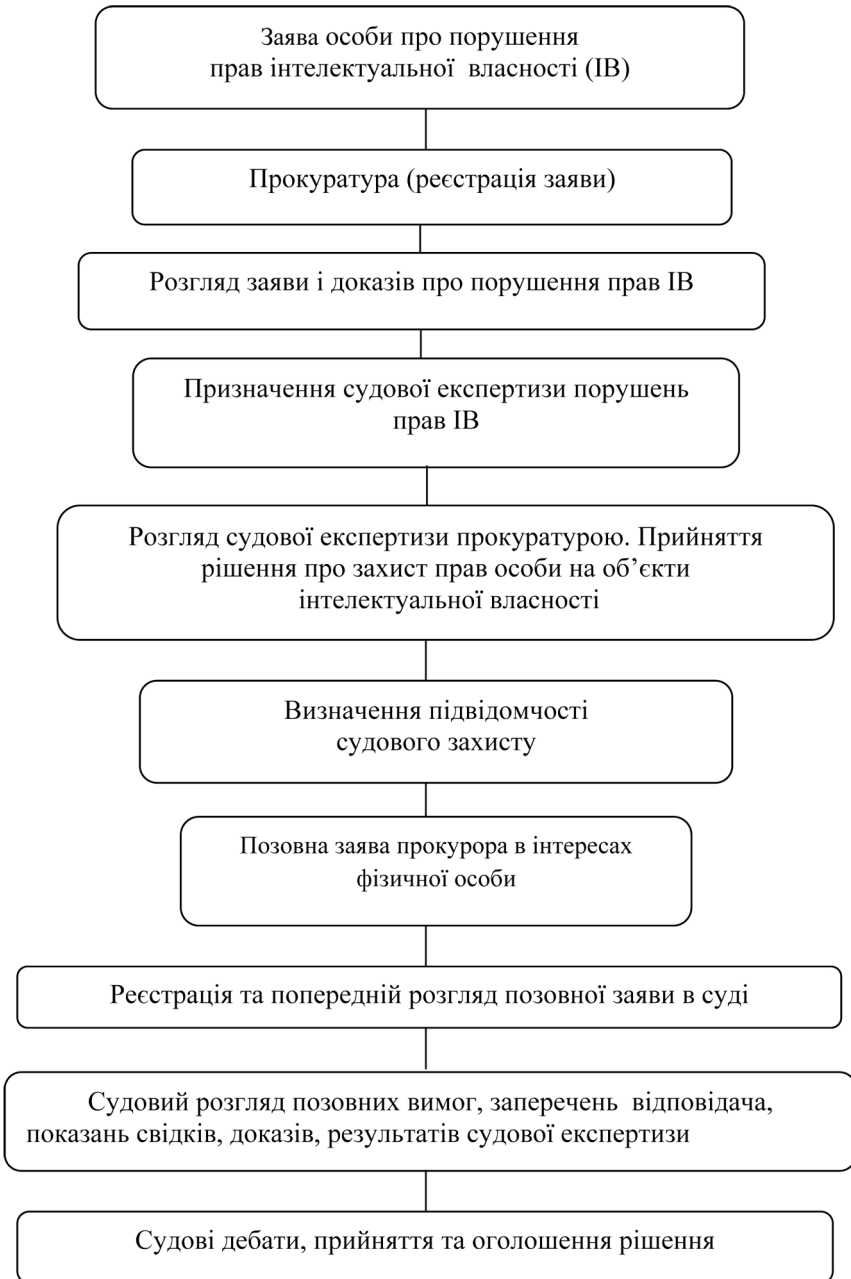 Заява особи про порушення
прав інтелектуальної власності (ІВ)
Прокуратура (реєстрація заяви)
Розгляд заяви і доказів про порушення прав ІВ
Призначення судової експертизи порушень
прав ІВ
Розгляд судової експертизи прокуратурою. Прийняття
рішення про захист прав особи на об’єкти
інтелектуальної власності
Визначення підвідомчості
судового захисту
Позовна заява прокурора в інтересах
фізичної особи
Реєстрація та попередній розгляд позовної заяви в суді
Судовий розгляд позовних вимог, заперечень відповідача,
показань свідків, доказів, результатів судової експертизи
Судові дебати, прийняття та оголошення рішення